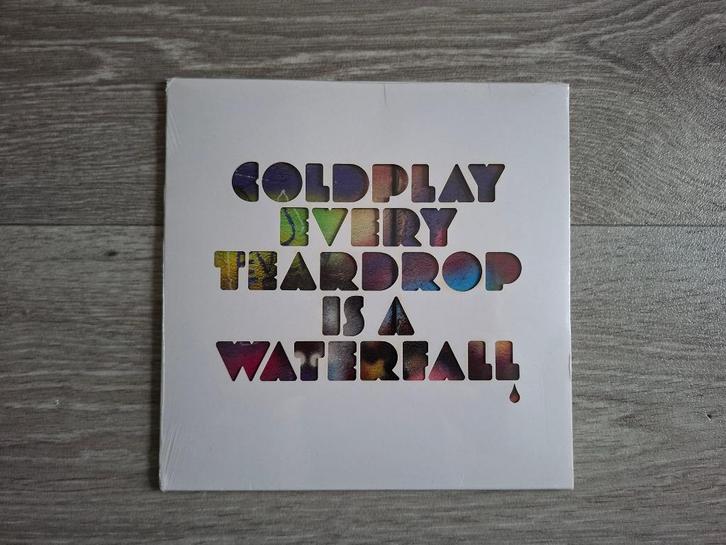 COLDPLAY
EVERY
TEARDROP
IS A
WATERFALL